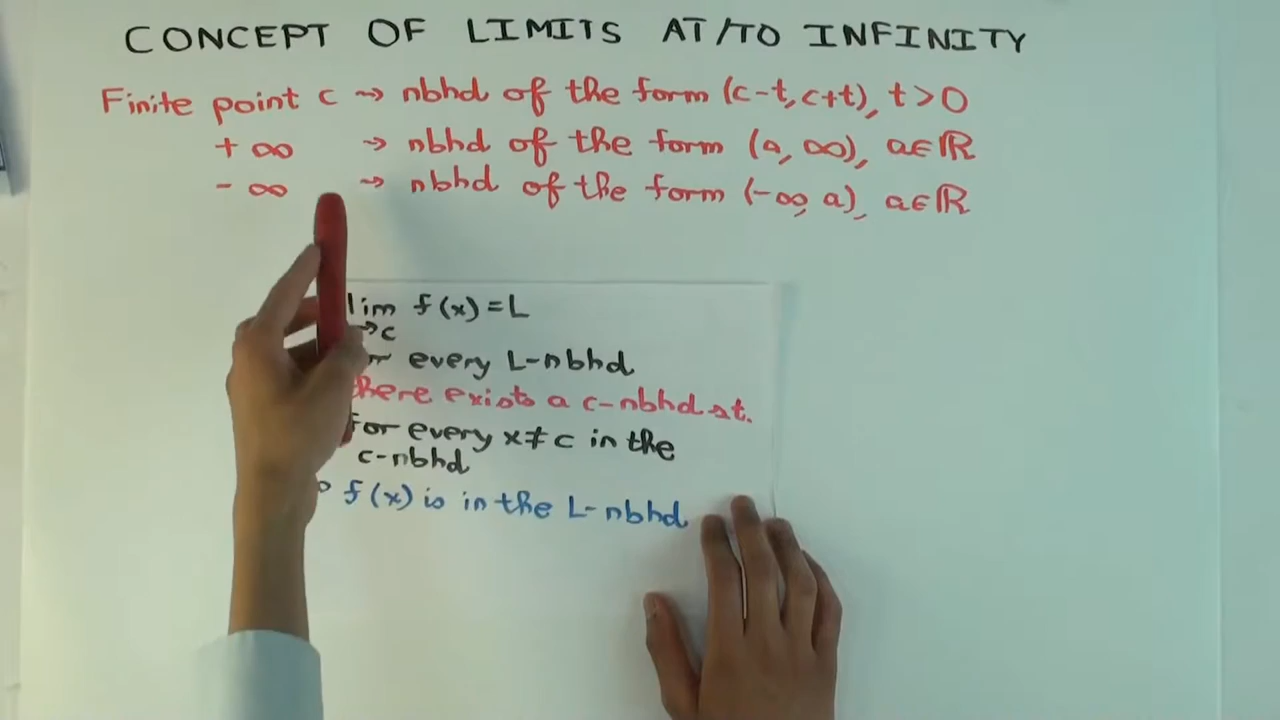 CONCEPT OF LIMITS AT/TO INFINITY
Finite point c → nbhd of the form (c-t, c+t), t>0
+∞ → nbhd of the form (a, ∞), a∈ℝ
-∞ → nbhd of the form (-∞, a), a∈ℝ
lim f(x)=L
→c
every L-nbhd
there exists a c-nbhd st.
for every x≠c in the
c-nbhd
f(x) is in the L-nbhd